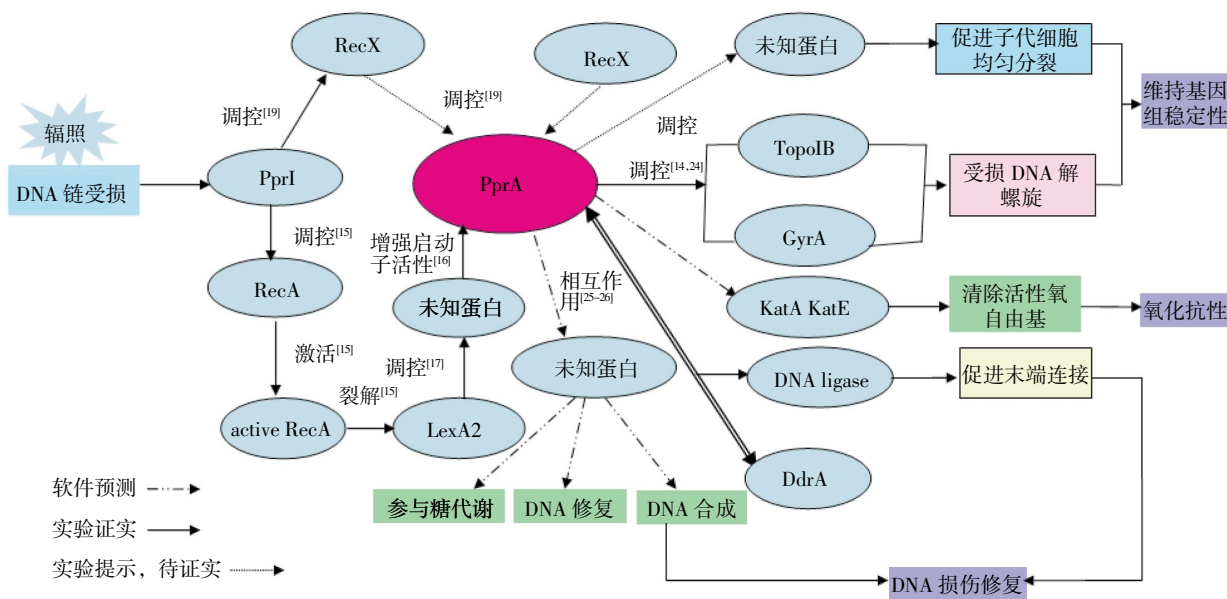 RecX
RecX
未知蛋白
促进子代细胞
均匀分裂
维持基因
组稳定性
辐照
调控[19]
调控[19]
调控
DNA 链受损
PprI
PprA
调控[14,24]
TopoIB
受损 DNA 解
螺旋
GyrA
调控[15]
增强启动
子活性[16]
相互作
用[25-26]
RecA
未知蛋白
KatA KatE
清除活性氧
自由基
氧化抗性
激活[15]
调控[17]
裂解[15]
未知蛋白
DNA ligase
促进末端连接
active RecA
LexA2
DdrA
软件预测
参与糖代谢
DNA 修复
DNA 合成
实验证实
实验提示，待证实
DNA 损伤修复